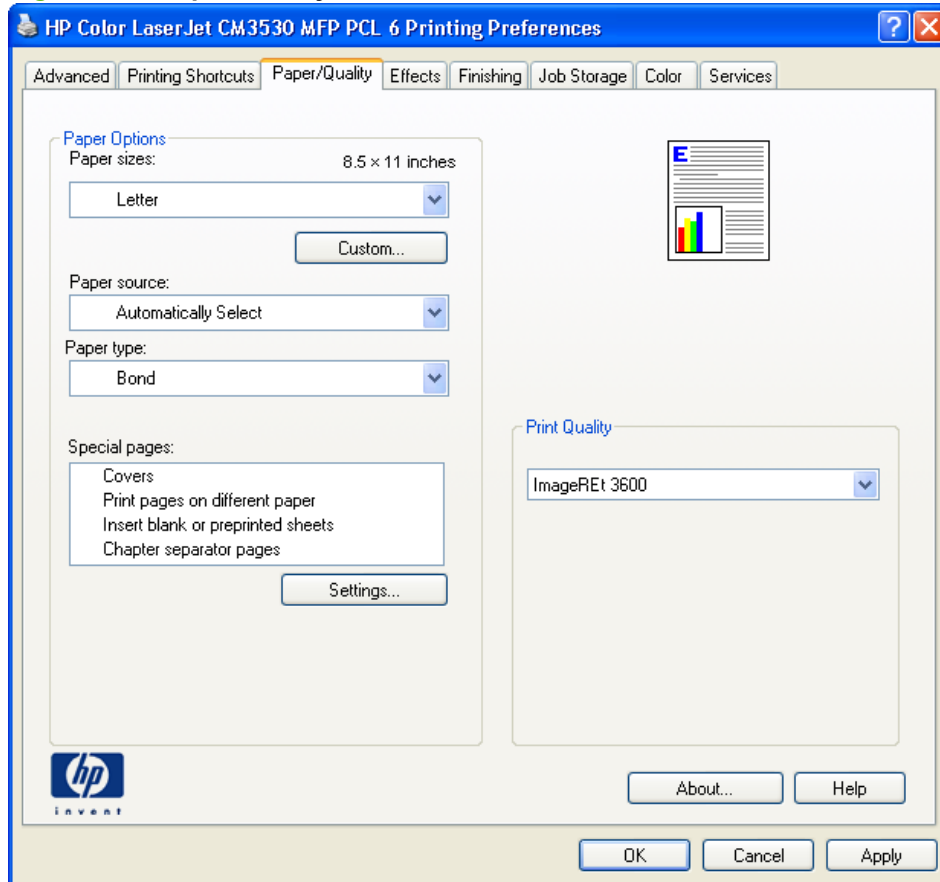 HP Color LaserJet CM3530 MFP PCL 6 Printing Preferences
Advanced Printing Shortcuts Paper/Quality Effects Finishing Job Storage Color Services
Paper Options
Paper sizes: 8.5 × 11 inches
Letter
Custom...
Paper source:
Automatically Select
Paper type:
Bond
Special pages:
Covers
Print pages on different paper
Insert blank or preprinted sheets
Chapter separator pages
Settings...
E
Print Quality
ImageREt 3600
hp
invent
About... Help
OK Cancel Apply